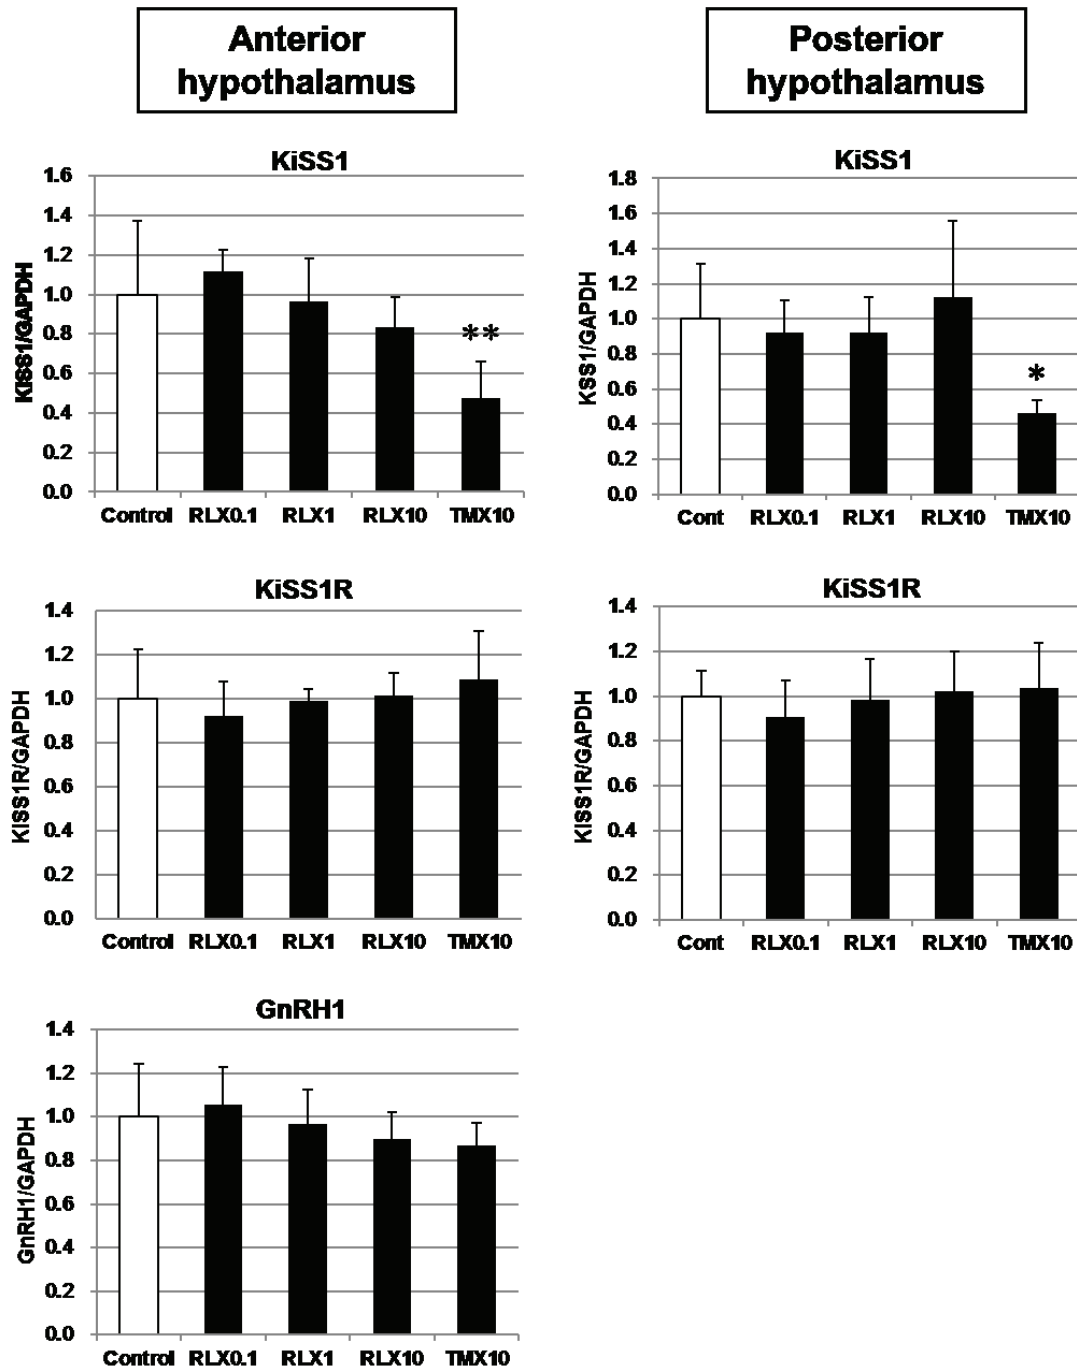 Anterior
hypothalamus
Posterior
hypothalamus
KiSS1
KiSS1/GAPDH
1.6
1.4
1.2
1.0
0.8
0.6
0.4
0.2
0.0
**
Control RLX0.1 RLX1 RLX10 TMX10
KiSS1
KSS1/GAPDH
1.8
1.6
1.4
1.2
1.0
0.8
0.6
0.4
0.2
0.0
*
Cont RLX0.1 RLX1 RLX10 TMX10
KiSS1R
KISS1R/GAPDH
1.4
1.2
1.0
0.8
0.6
0.4
0.2
0.0
Control RLX0.1 RLX1 RLX10 TMX10
KiSS1R
KISS1R/GAPDH
1.4
1.2
1.0
0.8
0.6
0.4
0.2
0.0
Cont RLX0.1 RLX1 RLX10 TMX10
GnRH1
GnRH1/GAPDH
1.4
1.2
1.0
0.8
0.6
0.4
0.2
0.0
Control RLX0.1 RLX1 RLX10 TMX10